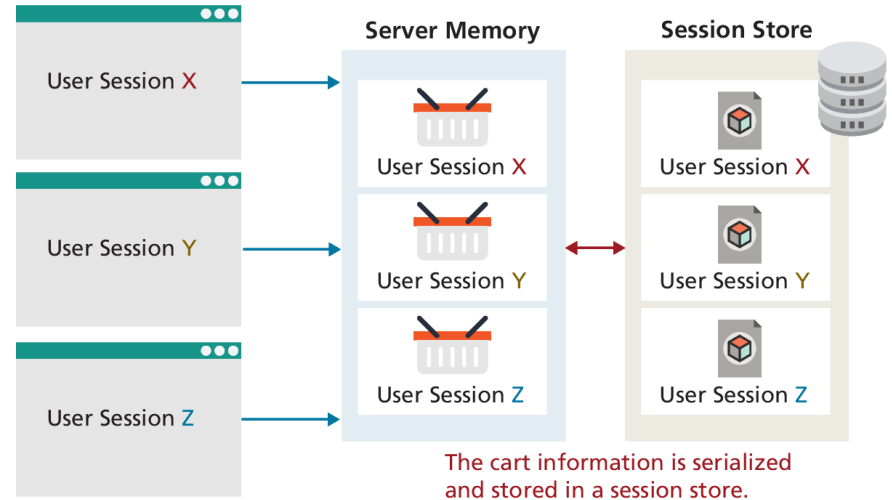 Server Memory
Session Store
User Session X
User Session X
User Session X
User Session Y
User Session Y
User Session Y
User Session Z
User Session Z
User Session Z
The cart information is serialized
and stored in a session store.